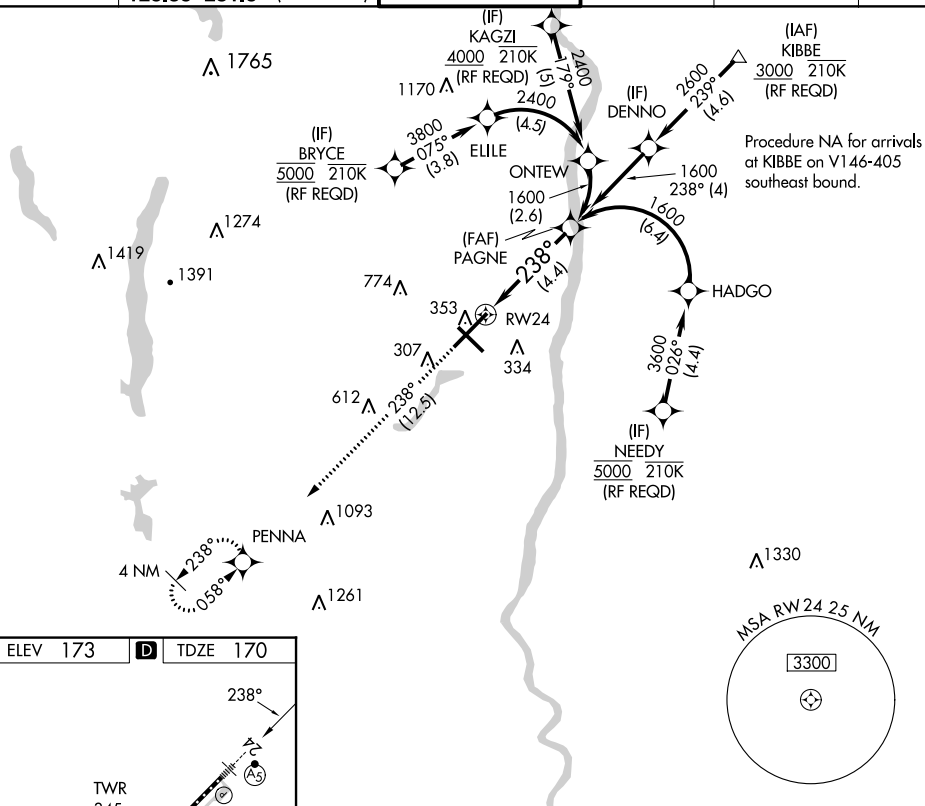 1765
(IF)
KAGZI
4000 210K
(RF REQD)
2400
179°
(5)
(IAF)
KIBBE
3000 210K
(RF REQD)
2600
239°
(4.6)
1170
(IF)
DENNO
2400
(4.5)
ELILE
3800
075°
(3.8)
(IF)
BRYCE
5000 210K
(RF REQD)
Procedure NA for arrivals
at KIBBE on V146-405
southeast bound.
ONTEW
1600
238° (4)
1600
(2.6)
1600
(6.4)
1274
(FAF)
PAGNE
1419
1391
238°
(4.4)
774
HADGO
353
RW24
307
334
3600
026°
(4.4)
612
238°
(12.5)
(IF)
NEEDY
5000 210K
(RF REQD)
1093
PENNA
238°
4 NM
058°
1330
1261
MSA RW24 25 NM
3300
ELEV 173
D
TDZE 170
238°
24
A5
P
TWR